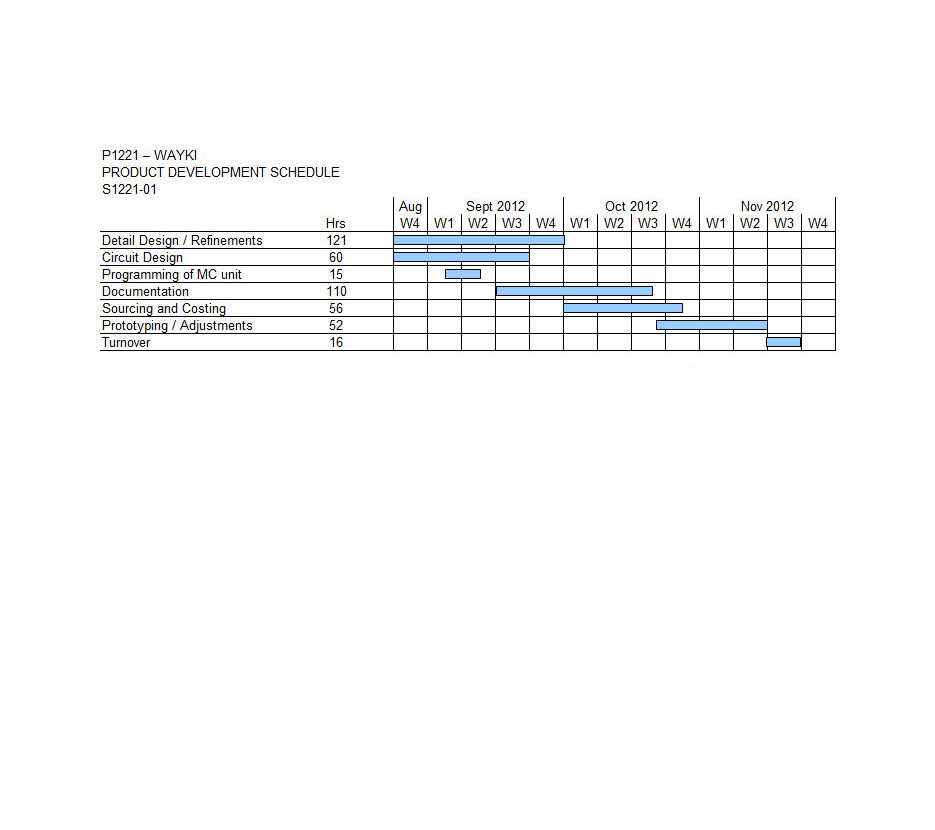 P1221 – WAYKI
PRODUCT DEVELOPMENT SCHEDULE
S1221-01
Aug Sept 2012 Oct 2012 Nov 2012
Hrs W4 W1 W2 W3 W4 W1 W2 W3 W4 W1 W2 W3 W4
Detail Design / Refinements 121
Circuit Design 60
Programming of MC unit 15
Documentation 110
Sourcing and Costing 56
Prototyping / Adjustments 52
Turnover 16